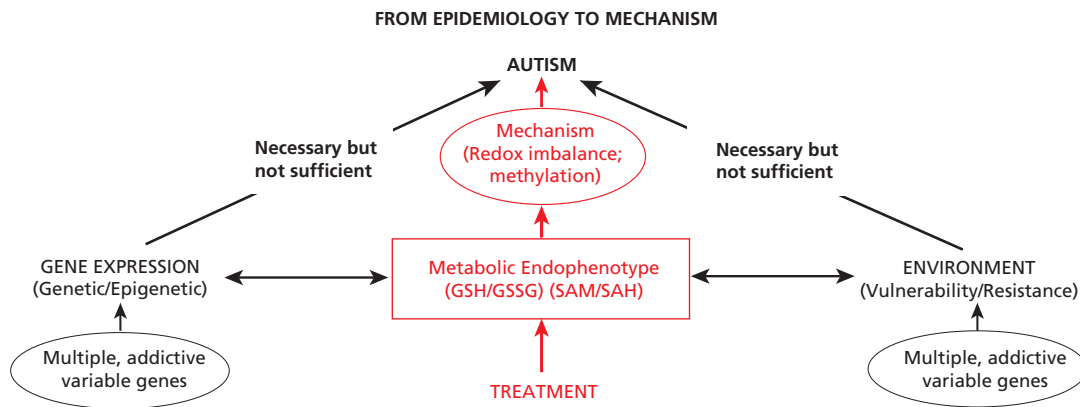 FROM EPIDEMIOLOGY TO MECHANISM
AUTISM
Mechanism
(Redox imbalance;
methylation)
Necessary but
not sufficient
Necessary but
not sufficient
GENE EXPRESSION
(Genetic/Epigenetic)
Metabolic Endophenotype
(GSH/GSSG) (SAM/SAH)
ENVIRONMENT
(Vulnerability/Resistance)
Multiple, addictive
variable genes
TREATMENT
Multiple, addictive
variable genes